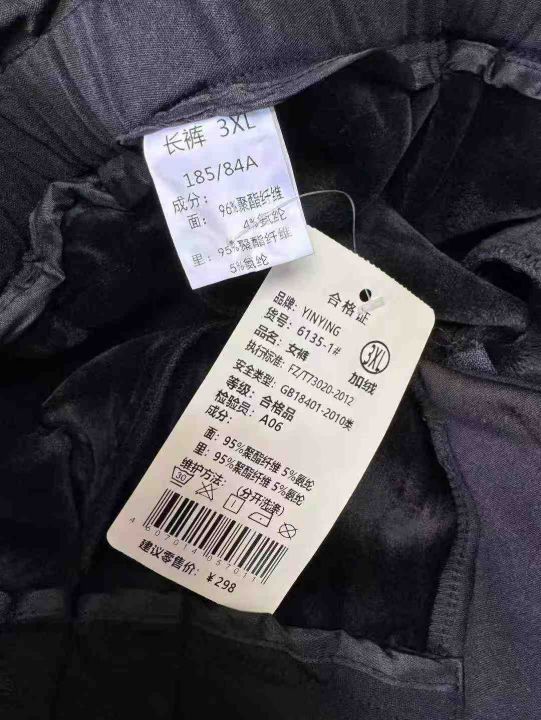 长裤 3XL
185/84A
成分：
面： 96%聚酯纤维
4%氨纶
里：95%聚酯纤维
5%氨纶
合格证
品牌：YINYING
货号：6135-1#
品名：女裤
执行标准：FZ/T73020-2012
安全类型：GB18401-2010类
等级：合格品
检验员：A06
成分：
3XL
加绒
面：95%聚酯纤维 5%氨纶
里：95%聚酯纤维 5%氨纶
维护方法：（分开洗涤）
30
建议零售价：￥298